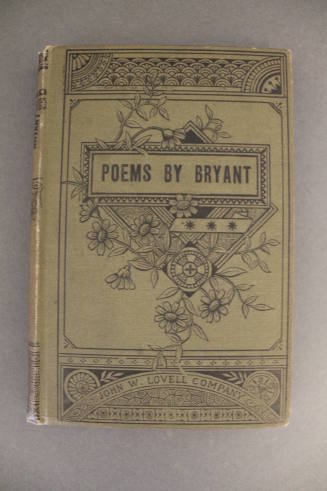 POEMS BY BRYANT
JOHN W. LOVELL COMPANY